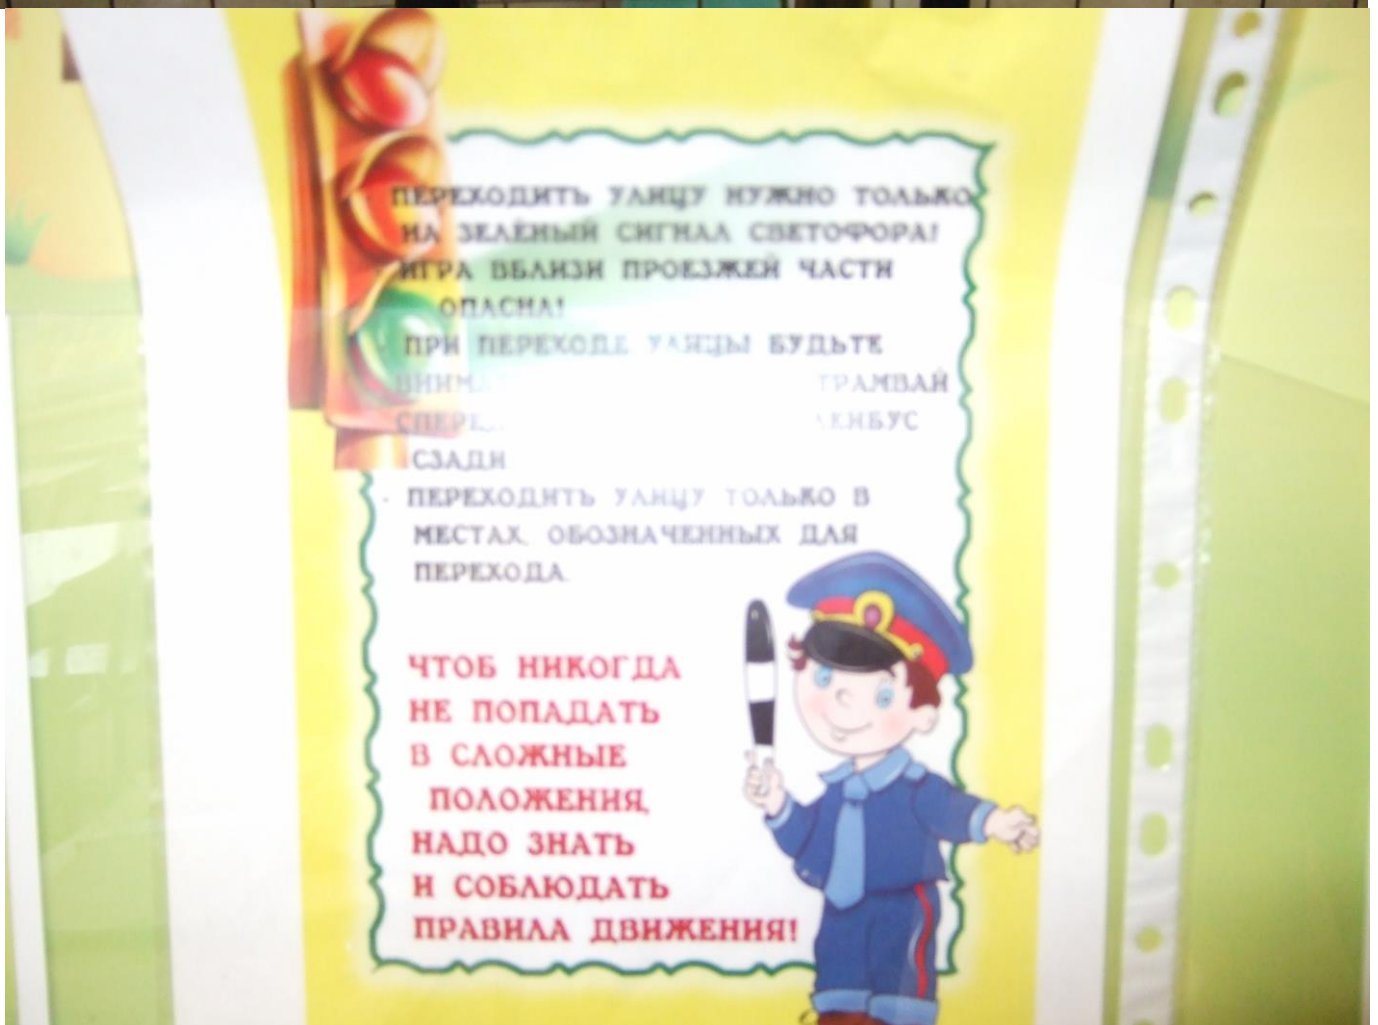 ПЕРЕХОДИТЬ УЛИЦУ НУЖНО ТОЛЬКО
НА ЗЕЛЁНЫЙ СИГНАЛ СВЕТОФОРА!
ИГРА ВБЛИЗИ ПРОЕЗЖЕЙ ЧАСТИ
ОПАСНА!
- ПРИ ПЕРЕХОДЕ УЛИЦЫ БУДЬТЕ
ТРАМВАЙ
СЗАДИ
- ПЕРЕХОДИТЬ УЛИЦУ ТОЛЬКО В
МЕСТАХ, ОБОЗНАЧЕННЫХ ДЛЯ
ПЕРЕХОДА.
ЧТОБ НИКОГДА
НЕ ПОПАДАТЬ
В СЛОЖНЫЕ
ПОЛОЖЕНИЯ,
НАДО ЗНАТЬ
И СОБЛЮДАТЬ
ПРАВИЛА ДВИЖЕНИЯ!